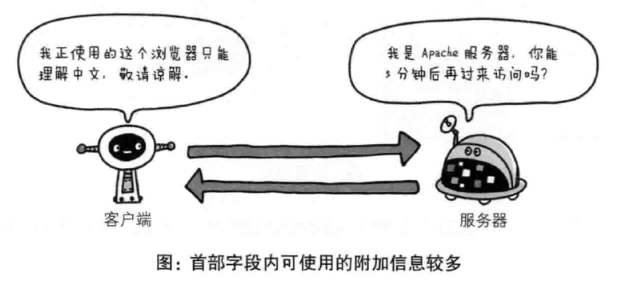 我正使用的这个浏览器只能
理解中文，敬请谅解。
我是 Apache 服务器，你能
5 分钟后再过来访问吗？
客户端
服务器
图：首部字段内可使用的附加信息较多